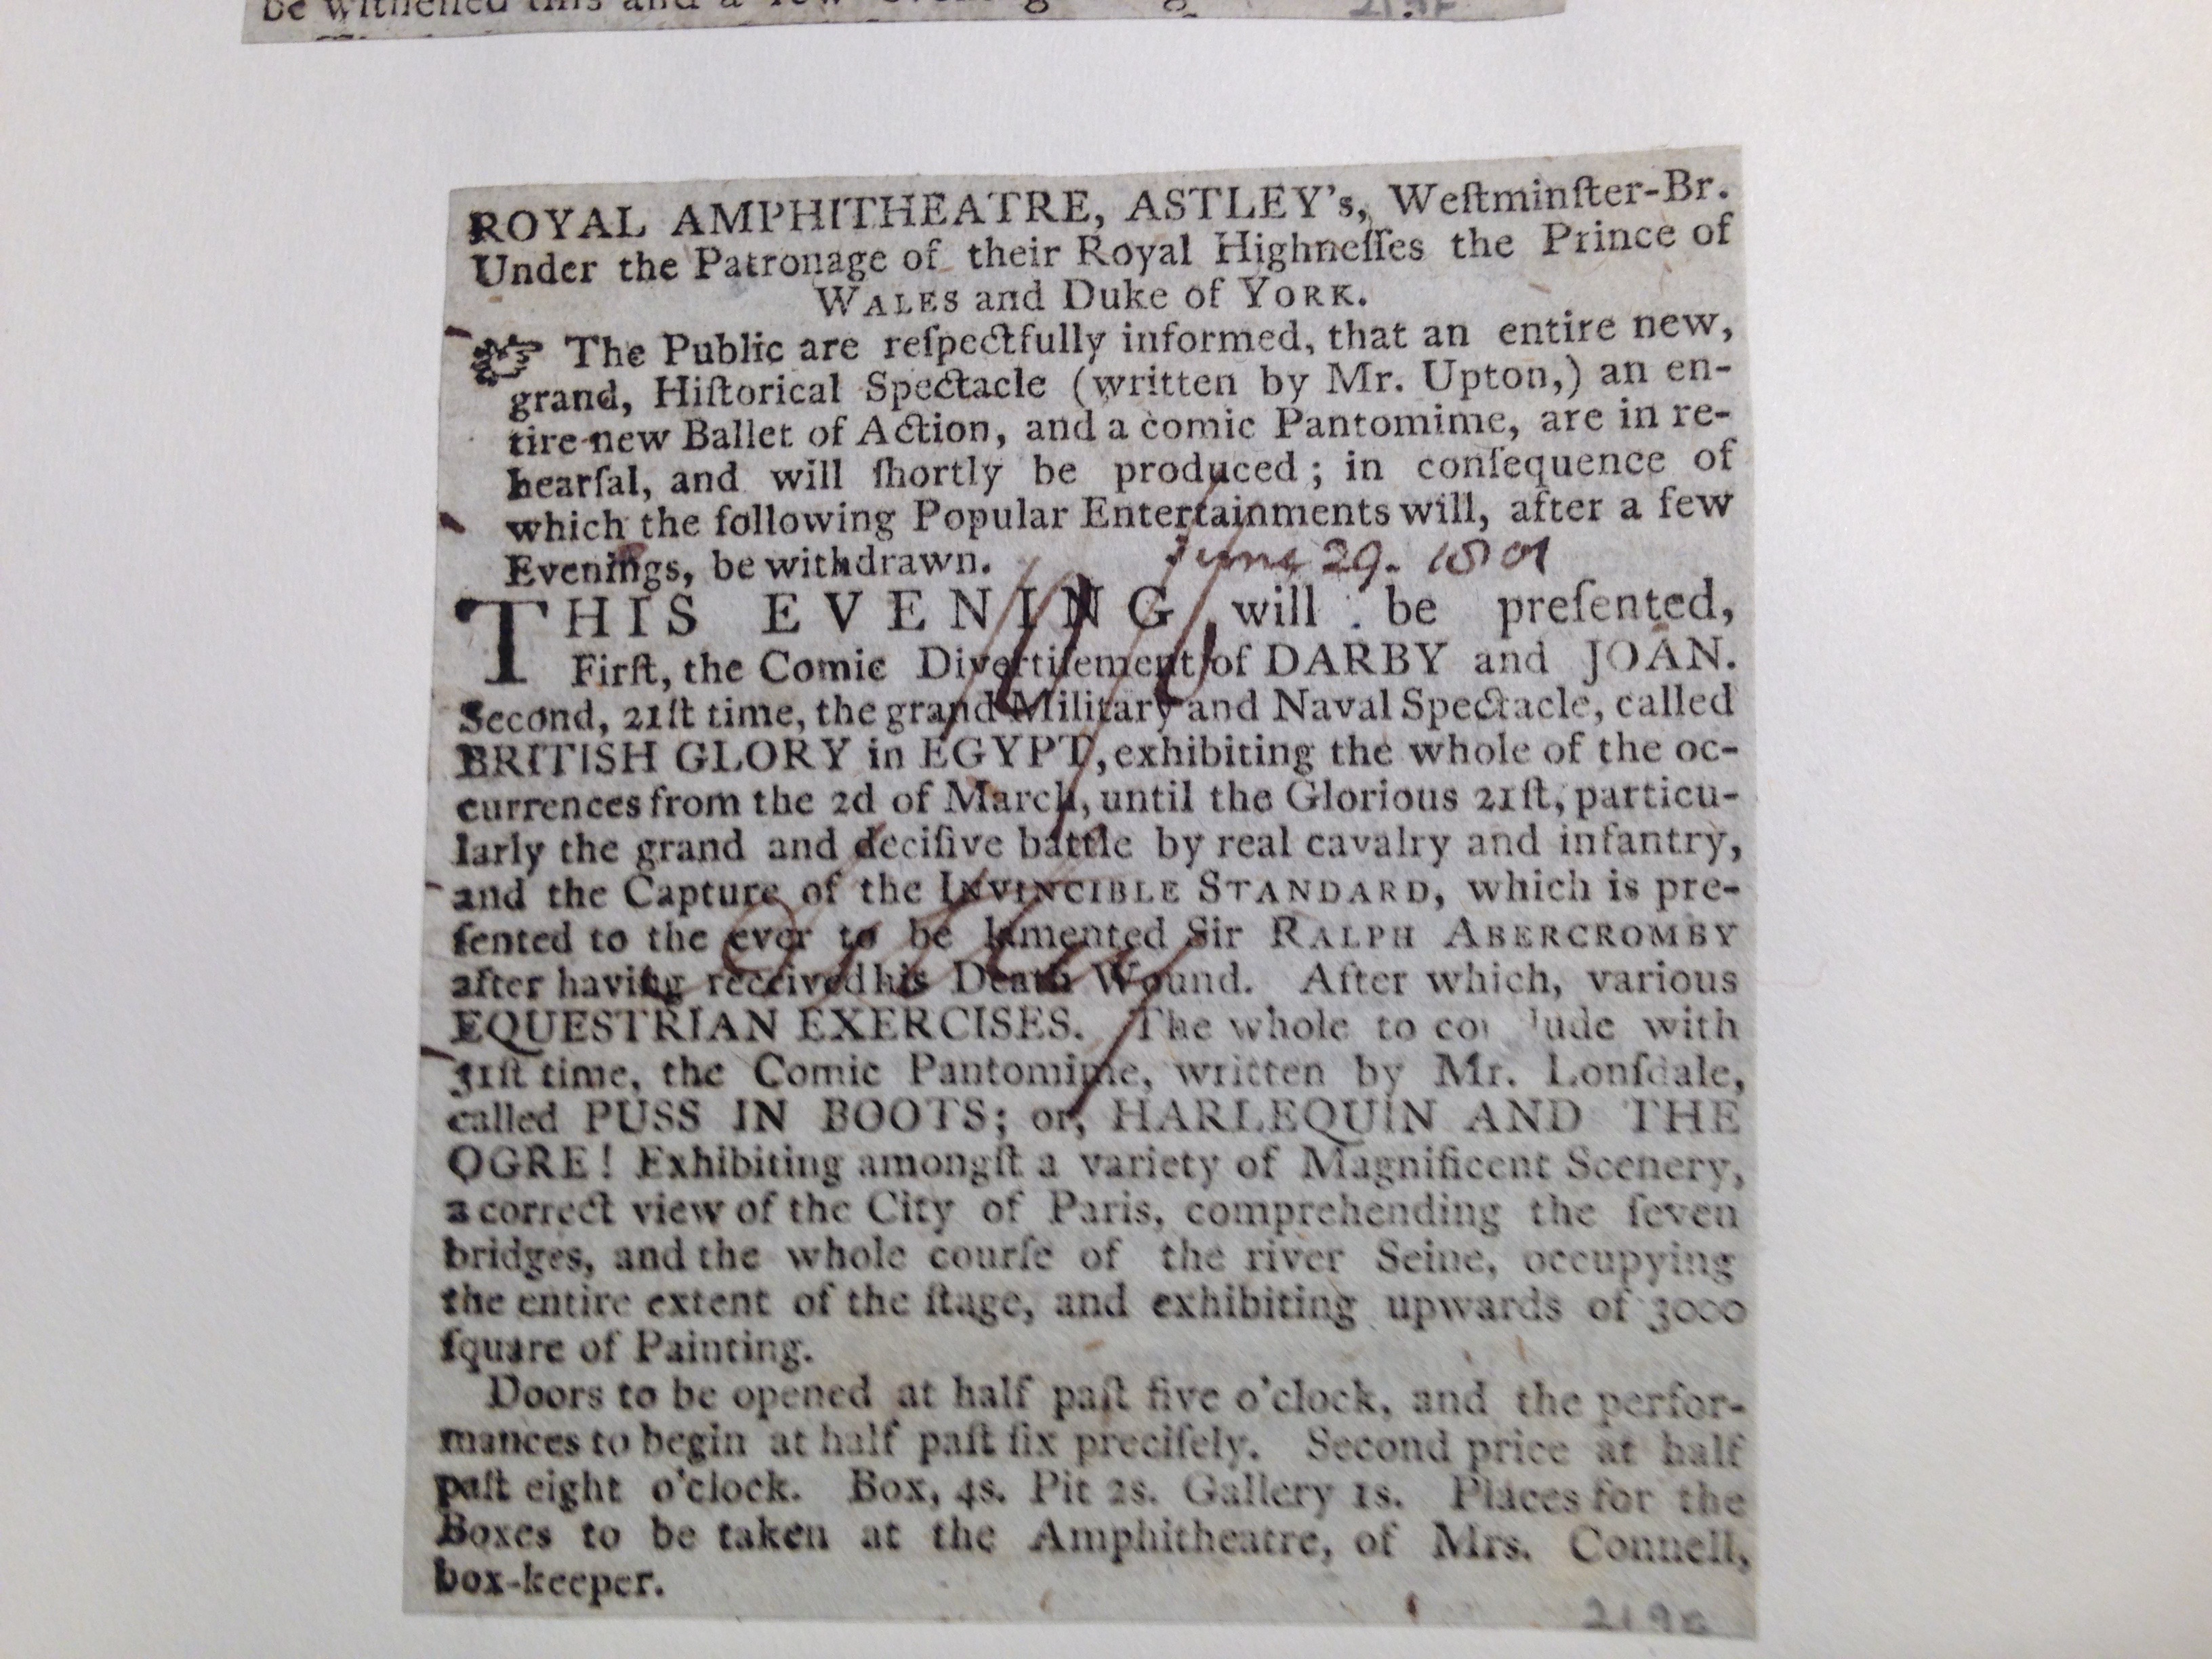 be witneſſed this and a few
ROYAL AMPHITHEATRE, ASTLEY's, Weſtminſter-Br.
Under the Patronage of their Royal Highneſſes the Prince of
WALES and Duke of YORK.
☞ The Public are reſpectfully informed, that an entire new,
grand, Hiſtorical Spectacle (written by Mr. Upton,) an en-
tire new Ballet of Action, and a comic Pantomime, are in re-
hearſal, and will ſhortly be produced; in conſequence of
which the following Popular Entertainments will, after a few
Evenings, be withdrawn.
June 29. 1801
THIS EVENING will be preſented,
Firſt, the Comic Divertiſement of DARBY and JOAN.
Second, 21ſt time, the grand Military and Naval Spectacle, called
BRITISH GLORY in EGYPT, exhibiting the whole of the oc-
currences from the 2d of March, until the Glorious 21ſt, particu-
larly the grand and deciſive battle by real cavalry and infantry,
and the Capture of the INVINCIBLE STANDARD, which is pre-
ſented to the ever to be lamented Sir RALPH ABERCROMBY
after having received his Death Wound. After which, various
EQUESTRIAN EXERCISES. The whole to co lude with
31ſt time, the Comic Pantomime, written by Mr. Lonſdale,
called PUSS IN BOOTS; or, HARLEQUIN AND THE
OGRE! Exhibiting amongſt a variety of Magnificent Scenery,
a correct view of the City of Paris, comprehending the ſeven
bridges, and the whole courſe of the river Seine, occupying
the entire extent of the ſtage, and exhibiting upwards of 3000
ſquare of Painting.
Doors to be opened at half paſt five o'clock, and the perfor-
mances to begin at half paſt ſix preciſely. Second price at half
paſt eight o'clock. Box, 4s. Pit 2s. Gallery 1s. Places for the
Boxes to be taken at the Amphitheatre, of Mrs. Connell,
box-keeper.